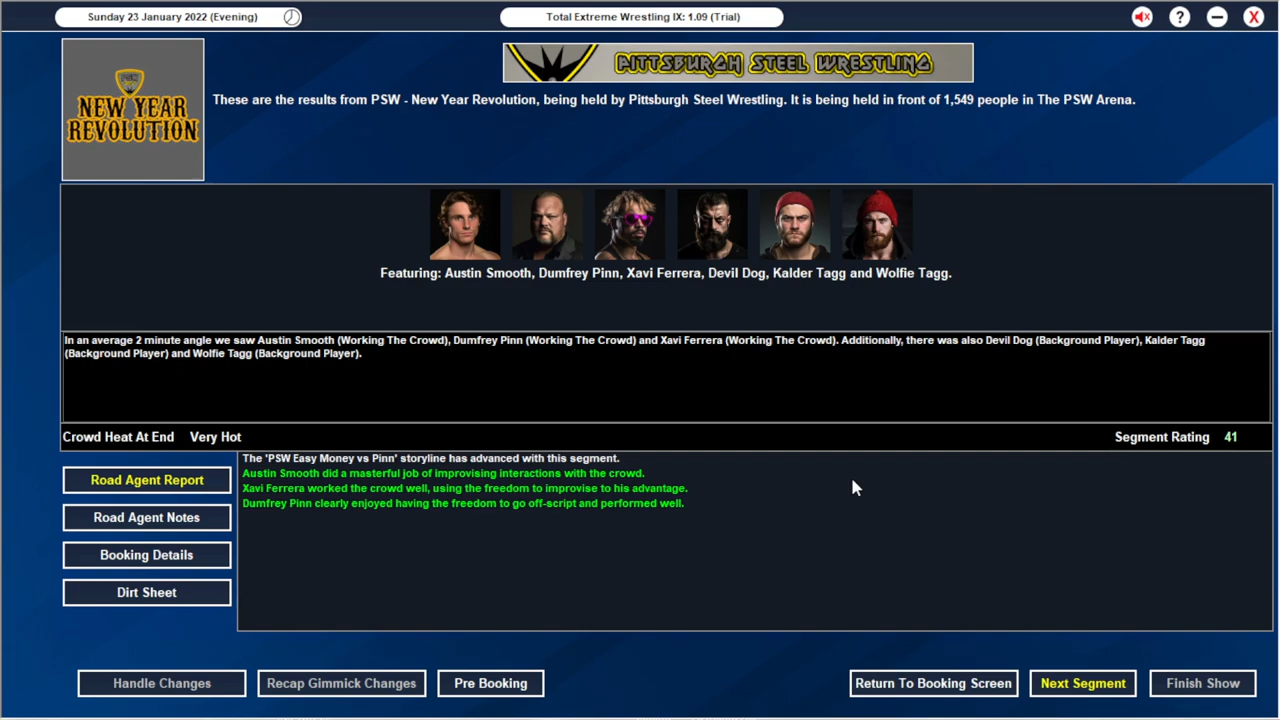 Sunday 23 January 2022 (Evening)
Total Extreme Wrestling IX: 1.09 (Trial)
X
?
X
PSW
NEW YEAR
REVOLUTION
PITTSBURGH STEEL WRESTLING
These are the results from PSW - New Year Revolution, being held by Pittsburgh Steel Wrestling. It is being held in front of 1,549 people in The PSW Arena.
Featuring: Austin Smooth, Dumfrey Pinn, Xavi Ferrera, Devil Dog, Kalder Tagg and Wolfie Tagg.
In an average 2 minute angle we saw Austin Smooth (Working The Crowd), Dumfrey Pinn (Working The Crowd) and Xavi Ferrera (Working The Crowd). Additionally, there was also Devil Dog (Background Player), Kalder Tagg
(Background Player) and Wolfie Tagg (Background Player).
Crowd Heat At End Very Hot Segment Rating 41
The 'PSW Easy Money vs Pinn' storyline has advanced with this segment.
Austin Smooth did a masterful job of improvising interactions with the crowd.
Xavi Ferrera worked the crowd well, using the freedom to improvise to his advantage.
Dumfrey Pinn clearly enjoyed having the freedom to go off-script and performed well.
Road Agent Report
Road Agent Notes
Booking Details
Dirt Sheet
Handle Changes
Recap Gimmick Changes
Pre Booking
Return To Booking Screen
Next Segment
Finish Show